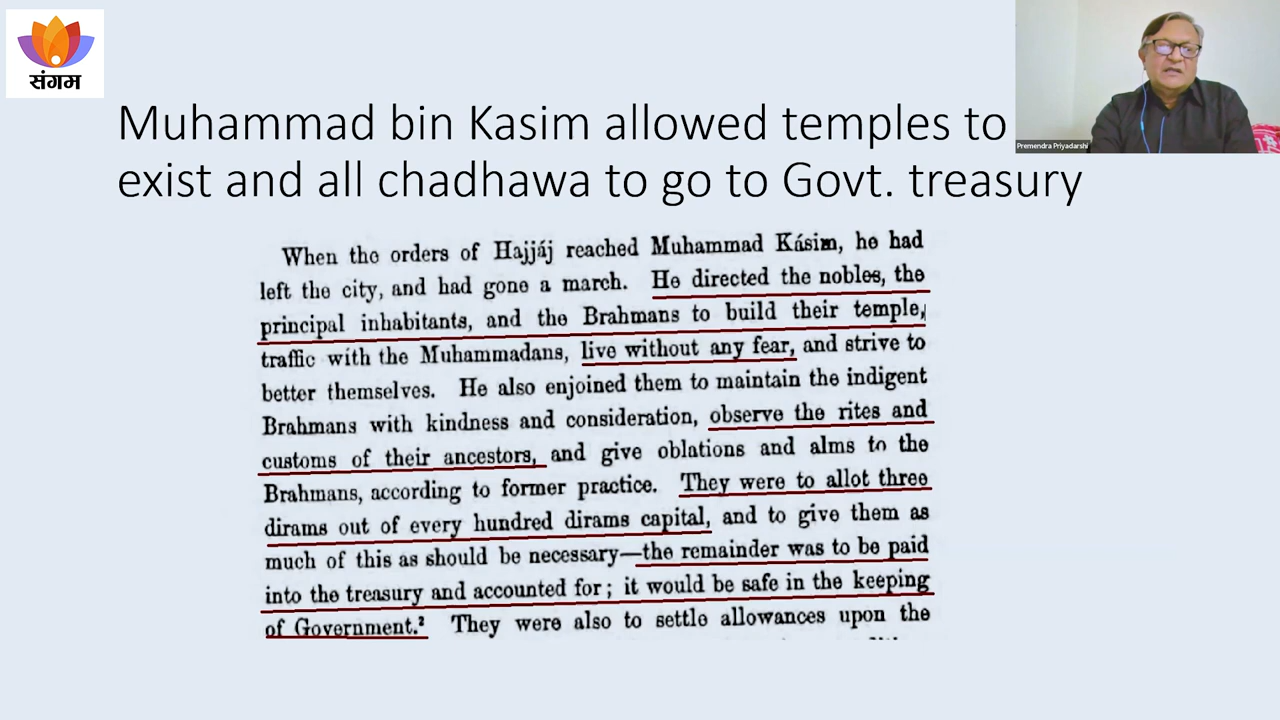 संगम
Premendra Priyadarshi
Muhammad bin Kasim allowed temples to
exist and all chadhawa to go to Govt. treasury
When the orders of Hajjáj reached Muhammad Kásim, he had
left the city, and had gone a march. He directed the nobles, the
principal inhabitants, and the Brahmans to build their temple,
traffic with the Muhammadans, live without any fear, and strive to
better themselves. He also enjoined them to maintain the indigent
Brahmans with kindness and consideration, observe the rites and
customs of their ancestors, and give oblations and alms to the
Brahmans, according to former practice. They were to allot three
dirams out of every hundred dirams capital, and to give them as
much of this as should be necessary—the remainder was to be paid
into the treasury and accounted for; it would be safe in the keeping
of Government.² They were also to settle allowances upon the